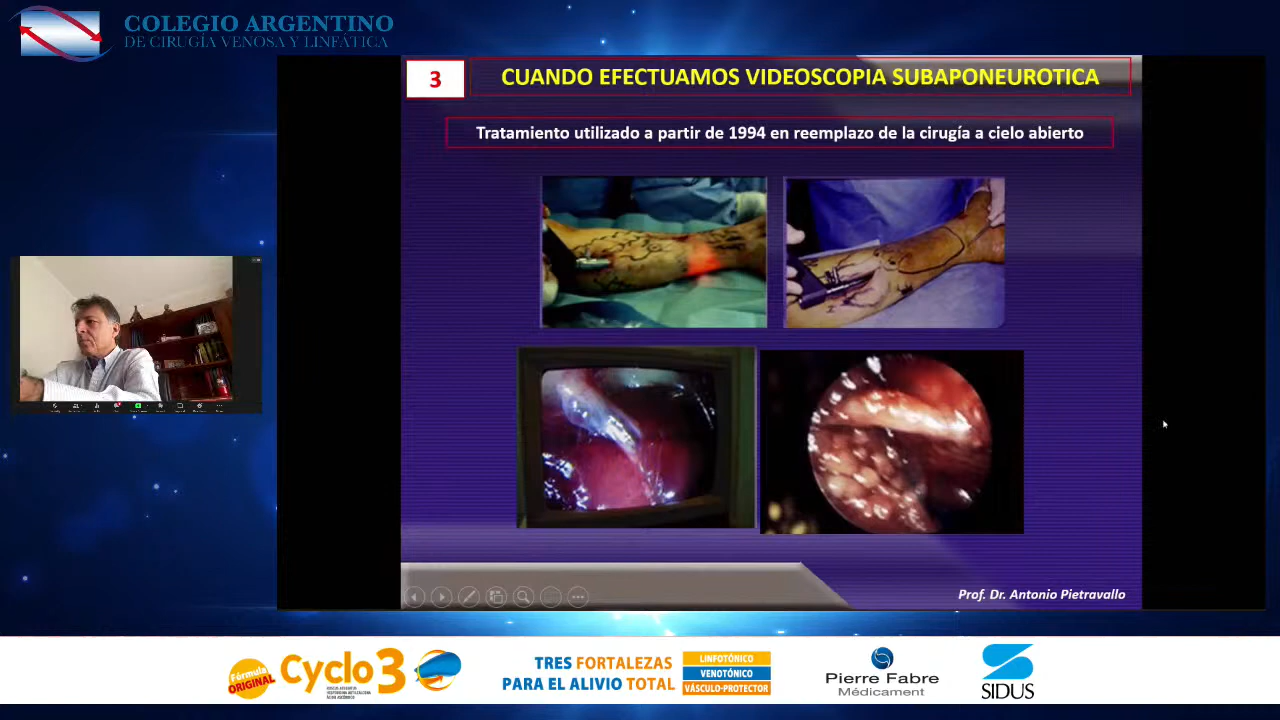 COLEGIO ARGENTINO
DE CIRUGÍA VENOSA Y LINFÁTICA
3
CUANDO EFECTUAMOS VIDEOSCOPIA SUBAPONEUROTICA
Tratamiento utilizado a partir de 1994 en reemplazo de la cirugía a cielo abierto
Prof. Dr. Antonio Pietravallo
Fórmula
ORIGINAL
Cyclo 3
TRES FORTALEZAS
PARA EL ALIVIO TOTAL
LINFOTÓNICO
VENOTÓNICO
VÁSCULO-PROTECTOR
Pierre Fabre
Médicament
SIDUS